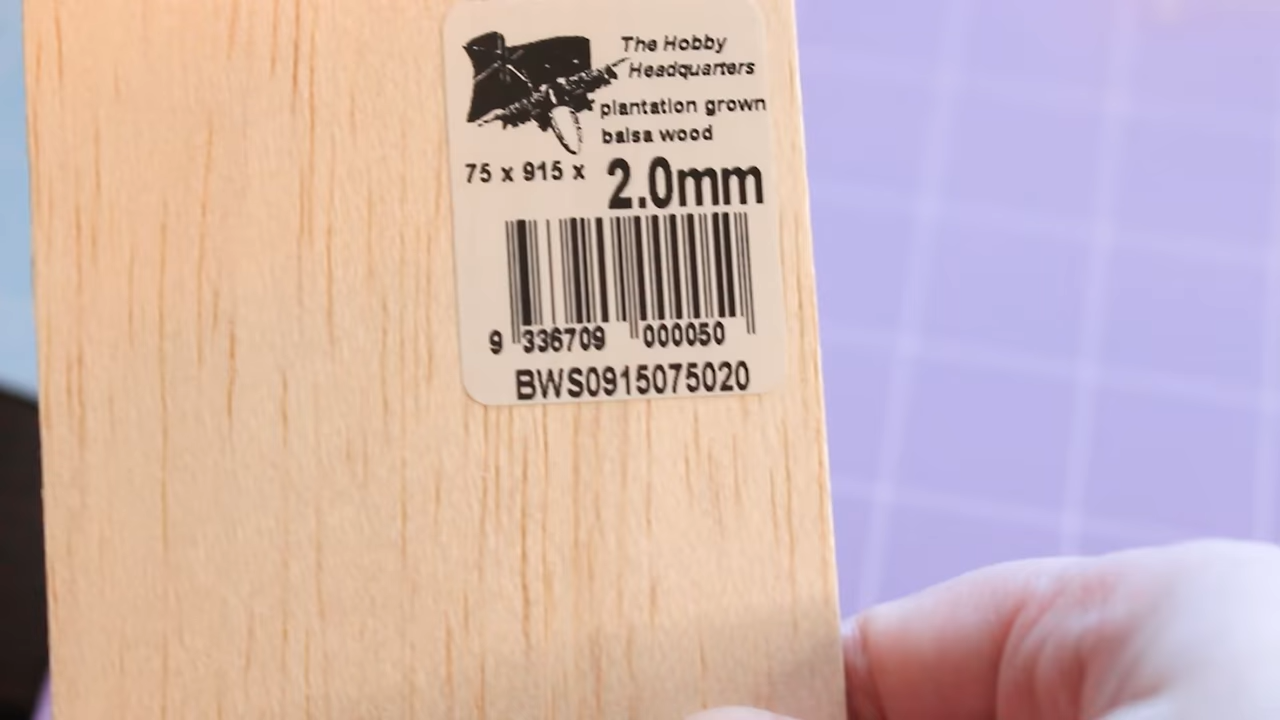 The Hobby
Headquarters
plantation grown
balsa wood
75 x 915 x 2.0mm
9 336709 000050
BWS0915075020